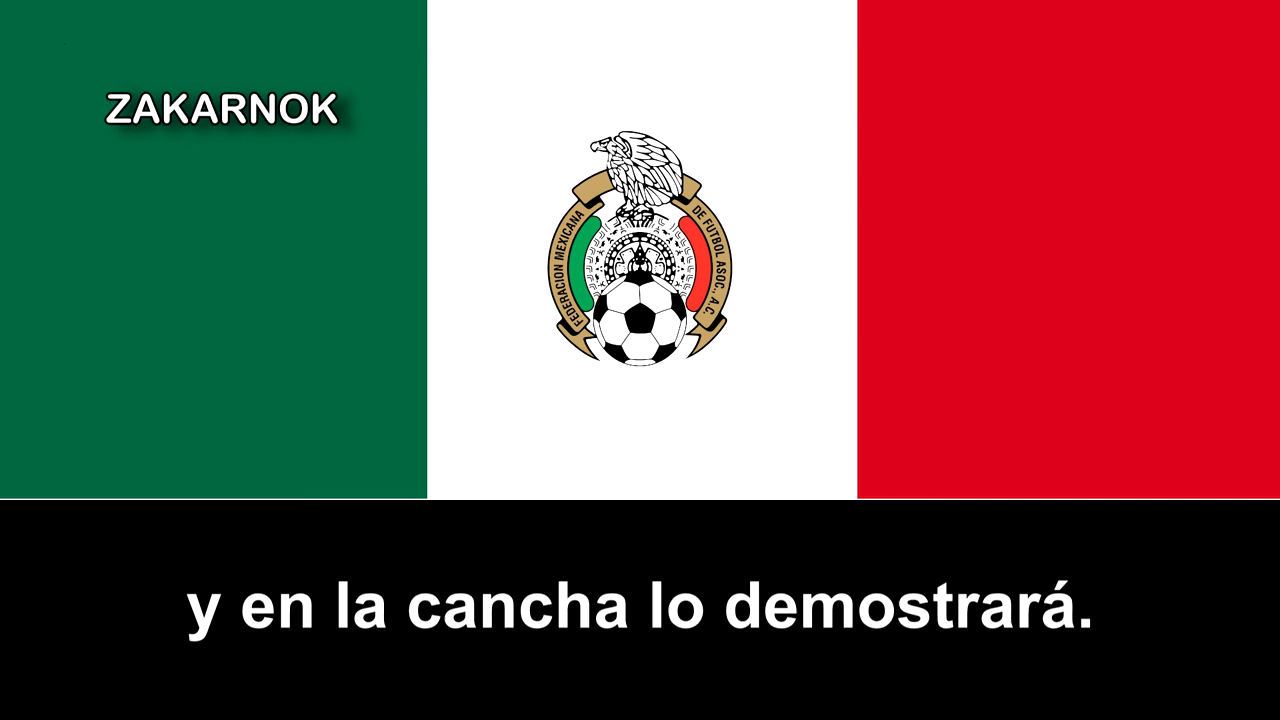 ZAKARNOK
FEDERACION MEXICANA
DE FUTBOL ASOC., A.C.
y en la cancha lo demostrará.